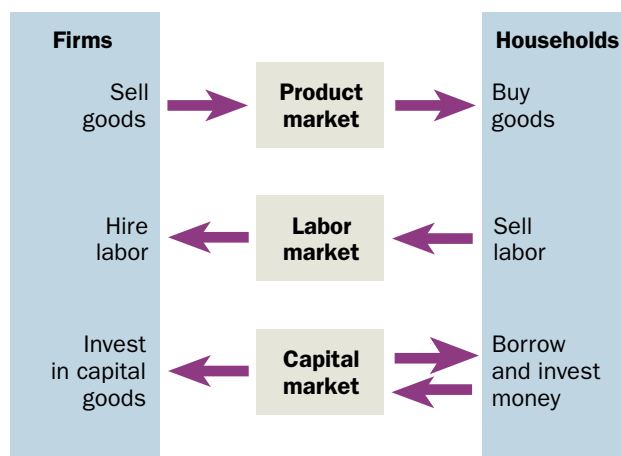 Firms
Households
Sell
goods
Product
market
Buy
goods
Hire
labor
Labor
market
Sell
labor
Invest
in capital
goods
Capital
market
Borrow
and invest
money